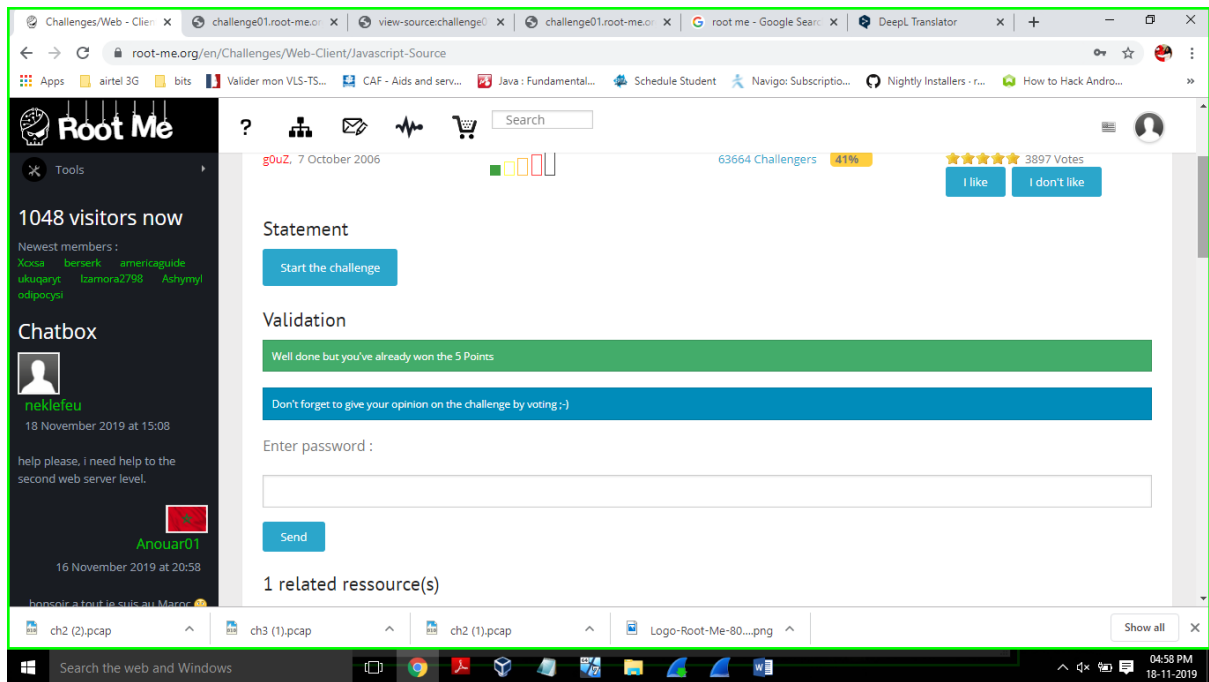 Challenges/Web - Clien
challenge01.root-me.or
view-source:challenge0
challenge01.root-me.or
root me - Google Searc
DeepL Translator
root-me.org/en/Challenges/Web-Client/Javascript-Source
Apps
airtel 3G
bits
Valider mon VLS-TS...
CAF - Aids and serv...
Java : Fundamental...
Schedule Student
Navigo: Subscriptio...
Nightly Installers - r...
How to Hack Andro...
»
Root Me
?
Search
Tools
g0uZ, 7 October 2006
63664 Challengers
41%
3897 Votes
I like
I don't like
1048 visitors now
Newest members :
Xcxsa berserk americaguide
ukuqaryt Izamora2798 Ashymyl
odipocysi
Statement
Start the challenge
Validation
Well done but you've already won the 5 Points
Don't forget to give your opinion on the challenge by voting ;-)
Enter password :
Send
1 related ressource(s)
Chatbox
neklefeu
18 November 2019 at 15:08
help please, i need help to the
second web server level.
Anouar01
16 November 2019 at 20:58
bonsoir a tout je suis au Maroc
ch2 (2).pcap
ch3 (1).pcap
ch2 (1).pcap
Logo-Root-Me-80....png
Show all
Search the web and Windows
04:58 PM
18-11-2019